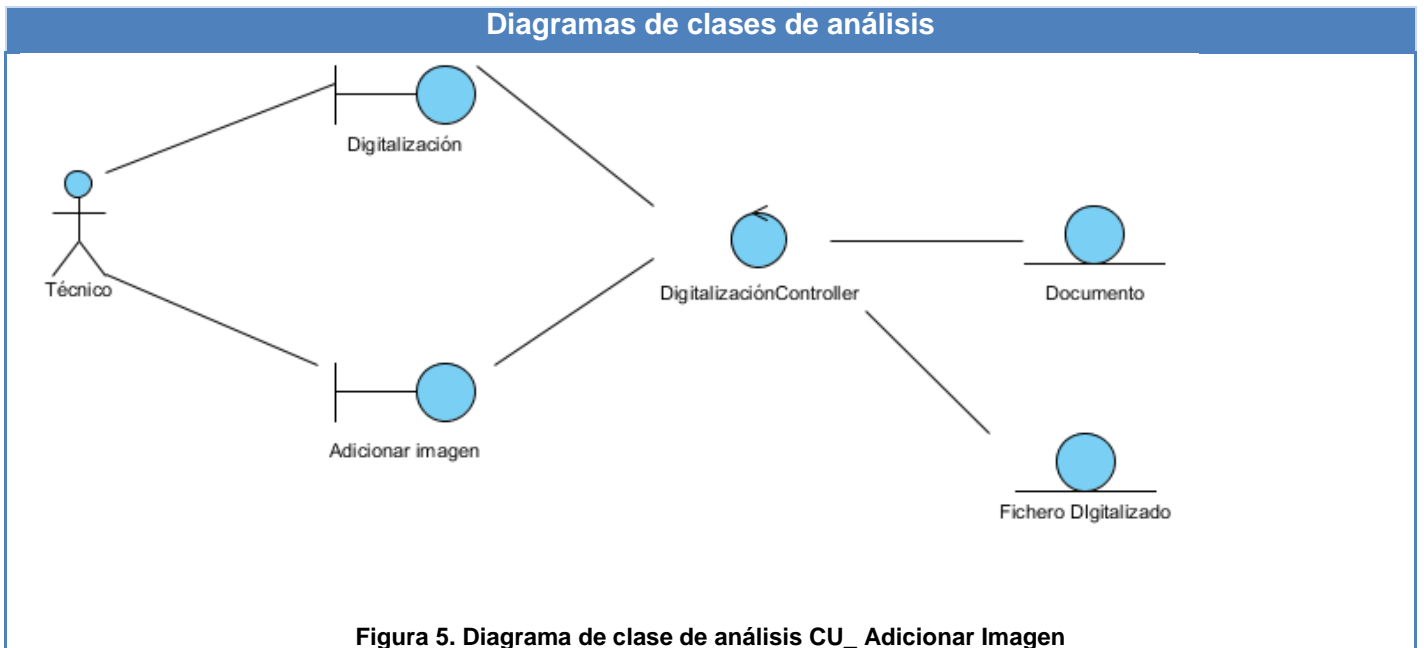 Diagramas de clases de análisis
Digitalización
Técnico
DigitalizaciónController
Documento
Adicionar imagen
Fichero DIgitalizado
Figura 5. Diagrama de clase de análisis CU_ Adicionar Imagen